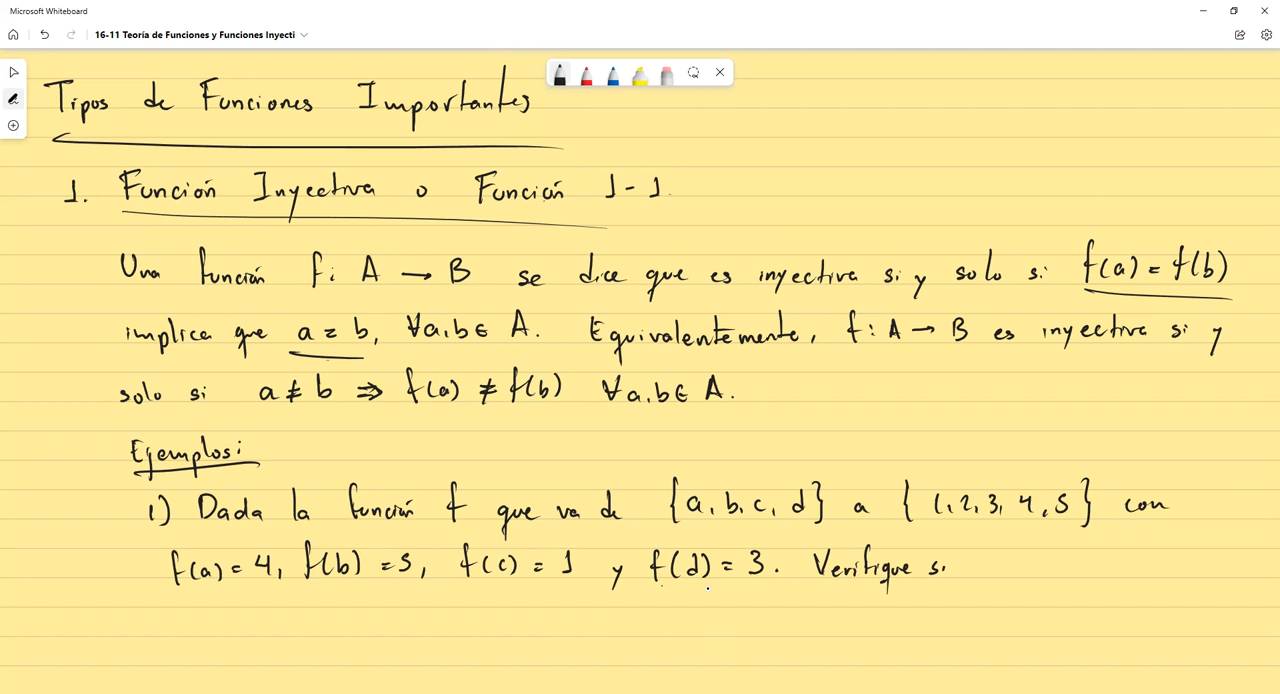 Microsoft Whiteboard
16-11 Teoría de Funciones y Funciones Inyecti
Tipos de Funciones Importantes
1. Función Inyectiva o Función 1-1.
Una función f: A → B se dice que es inyectiva si y solo si f(a) = f(b)
implica que a = b, ∀a,b ∈ A. Equivalentemente, f: A → B es inyectiva si y
solo si a ≠ b ⇒ f(a) ≠ f(b) ∀a,b ∈ A.
Ejemplos:
1) Dada la función f que va de {a, b, c, d} a {1, 2, 3, 4, 5} con
f(a) = 4, f(b) = 5, f(c) = 1 y f(d) = 3. Verifique si